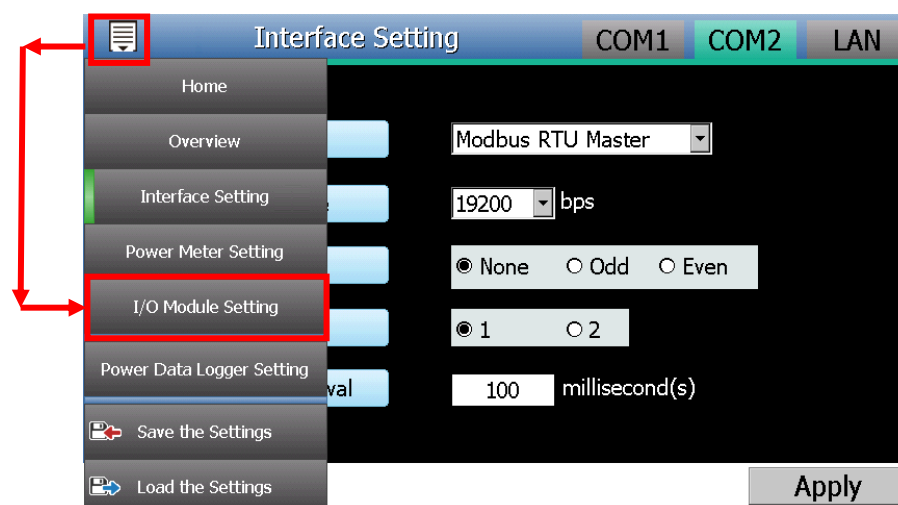 Interface Setting
COM1
COM2
LAN
Home
Overview
Interface Setting
Power Meter Setting
I/O Module Setting
Power Data Logger Setting
Save the Settings
Load the Settings
Modbus RTU Master
19200 bps
None Odd Even
1 2
val 100 millisecond(s)
Apply